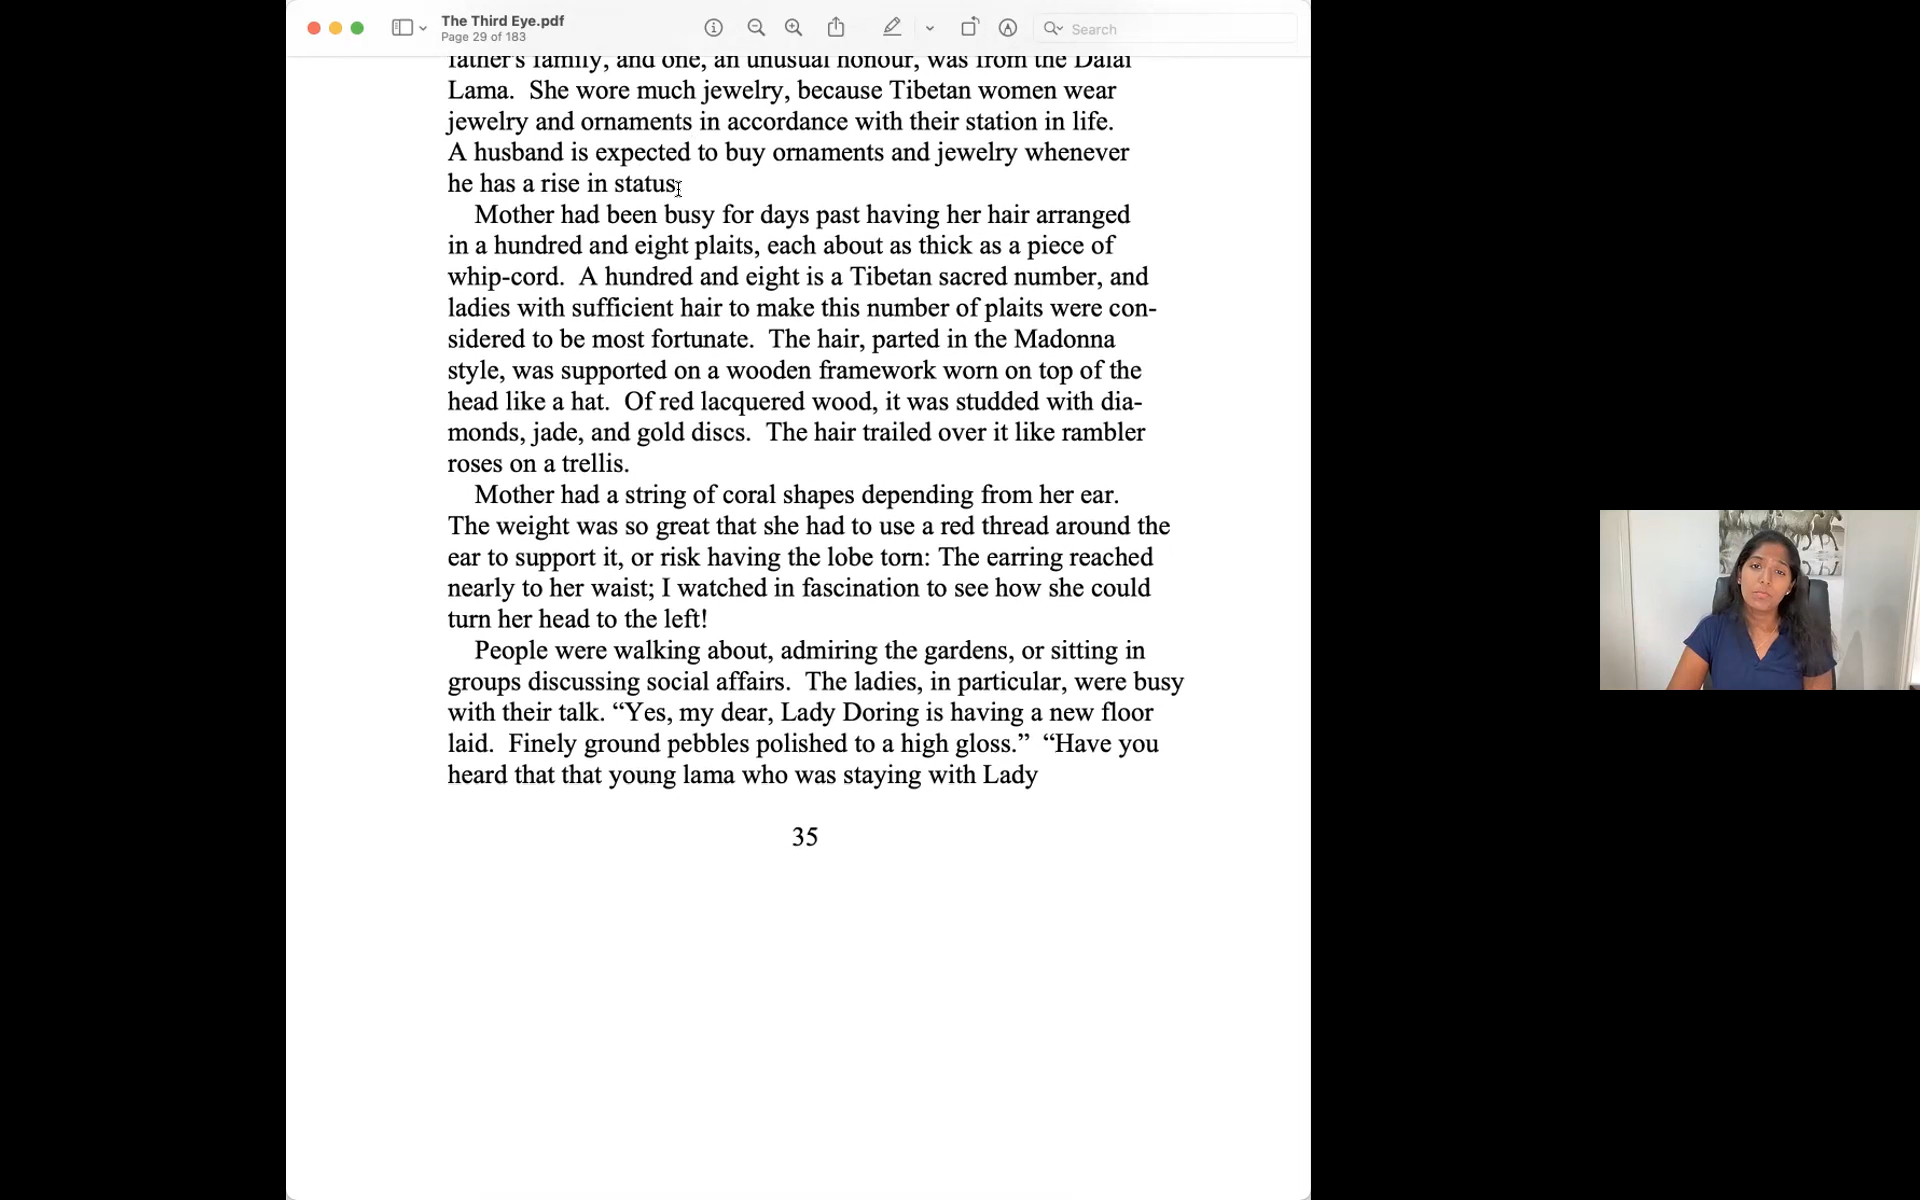 The Third Eye.pdf
Page 29 of 183
Search
father's family, and one, an unusual honour, was from the Dalai
Lama.  She wore much jewelry, because Tibetan women wear
jewelry and ornaments in accordance with their station in life.
A husband is expected to buy ornaments and jewelry whenever
he has a rise in status.
Mother had been busy for days past having her hair arranged
in a hundred and eight plaits, each about as thick as a piece of
whip-cord.  A hundred and eight is a Tibetan sacred number, and
ladies with sufficient hair to make this number of plaits were con-
sidered to be most fortunate.  The hair, parted in the Madonna
style, was supported on a wooden framework worn on top of the
head like a hat.  Of red lacquered wood, it was studded with dia-
monds, jade, and gold discs.  The hair trailed over it like rambler
roses on a trellis.
Mother had a string of coral shapes depending from her ear.
The weight was so great that she had to use a red thread around the
ear to support it, or risk having the lobe torn: The earring reached
nearly to her waist; I watched in fascination to see how she could
turn her head to the left!
People were walking about, admiring the gardens, or sitting in
groups discussing social affairs.  The ladies, in particular, were busy
with their talk. “Yes, my dear, Lady Doring is having a new floor
laid.  Finely ground pebbles polished to a high gloss.”  “Have you
heard that that young lama who was staying with Lady
35